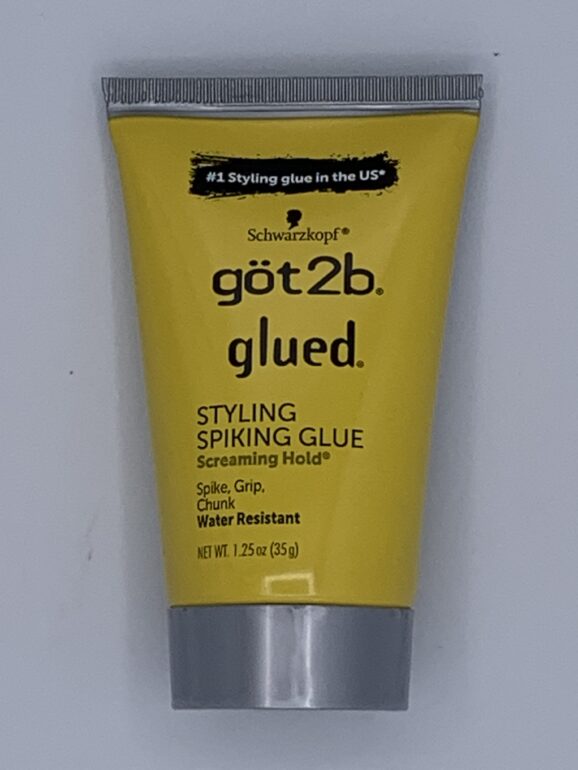 #1 Styling glue in the US*
Schwarzkopf®
göt2b®
glued®
STYLING
SPIKING GLUE
Screaming Hold®
Spike, Grip,
Chunk
Water Resistant
NET WT. 1.25 oz (35 g)